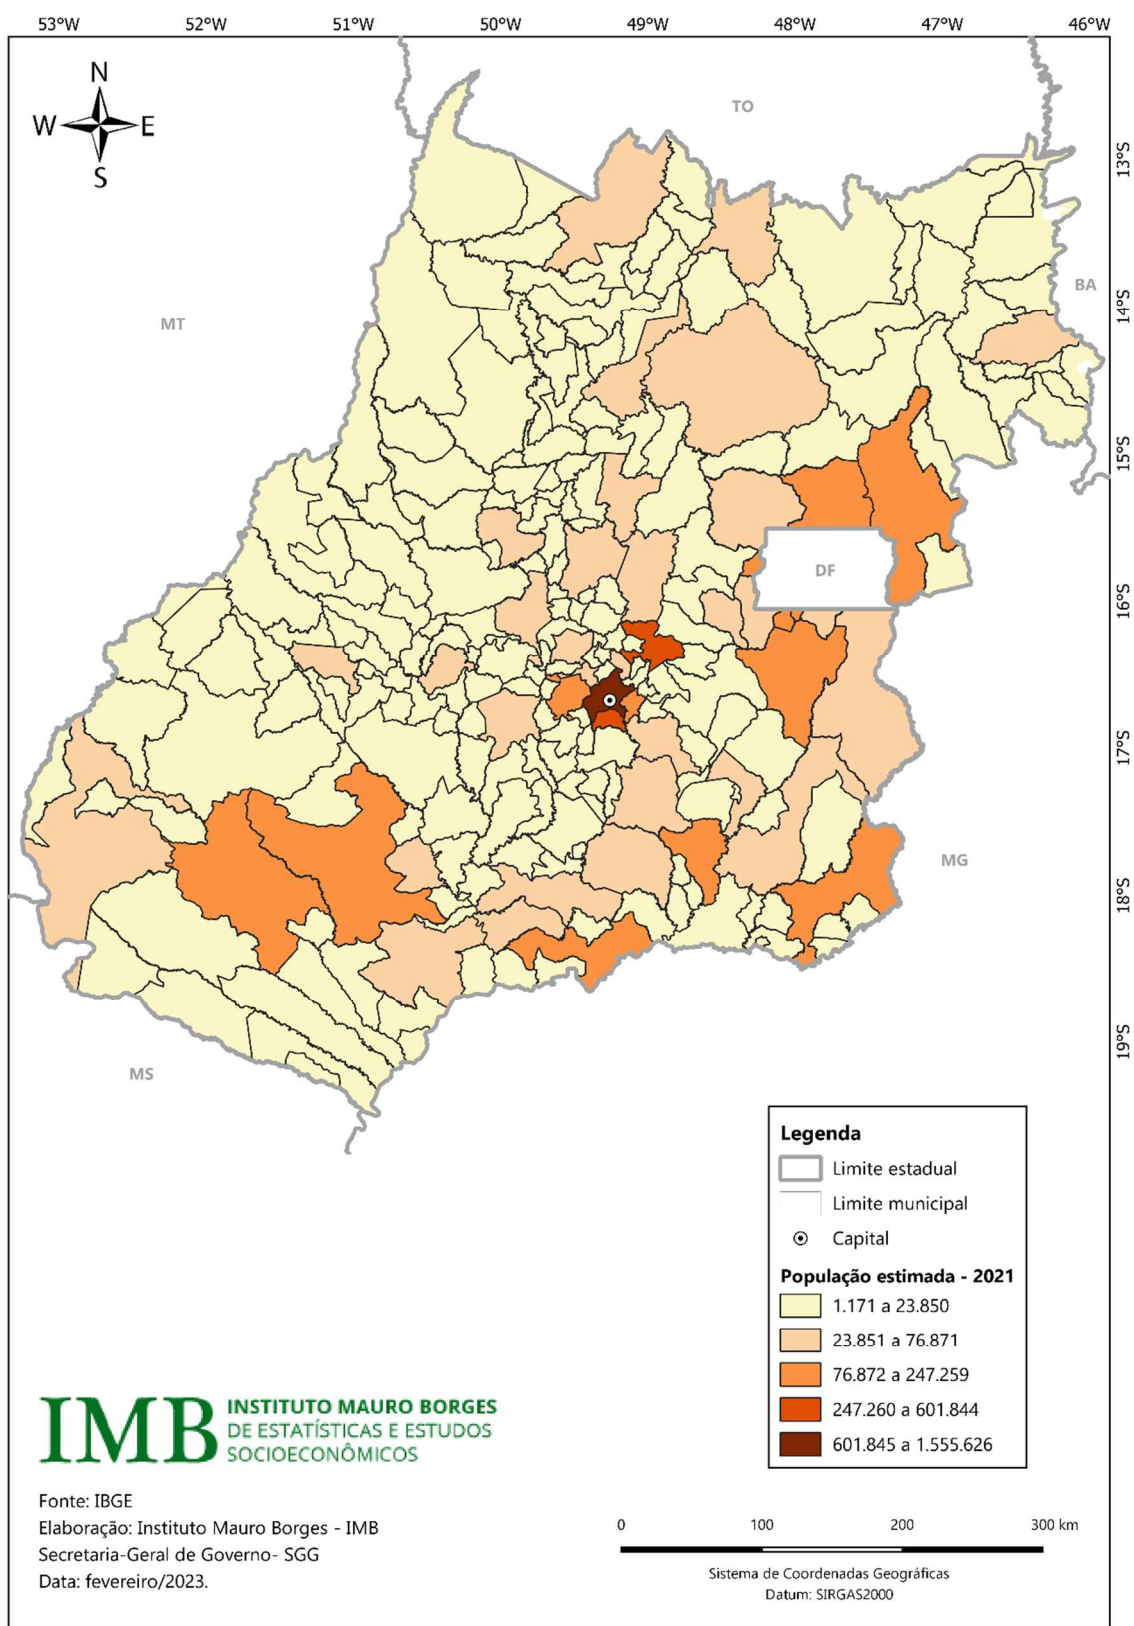 53°W 52°W 51°W 50°W 49°W 48°W 47°W 46°W
N
W E
S
TO
13°S
BA
14°S
MT
15°S
DF
16°S
17°S
MG
18°S
19°S
MS
Legenda
Limite estadual
Limite municipal
Capital
População estimada - 2021
1.171 a 23.850
23.851 a 76.871
76.872 a 247.259
247.260 a 601.844
601.845 a 1.555.626
IMB INSTITUTO MAURO BORGES
DE ESTATÍSTICAS E ESTUDOS
SOCIOECONÔMICOS
Fonte: IBGE
Elaboração: Instituto Mauro Borges - IMB
Secretaria-Geral de Governo- SGG
Data: fevereiro/2023.
0 100 200 300 km
Sistema de Coordenadas Geográficas
Datum: SIRGAS2000